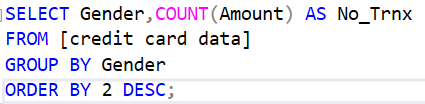 SELECT Gender,COUNT(Amount) AS No_Trnx
FROM [credit card data]
GROUP BY Gender
ORDER BY 2 DESC;